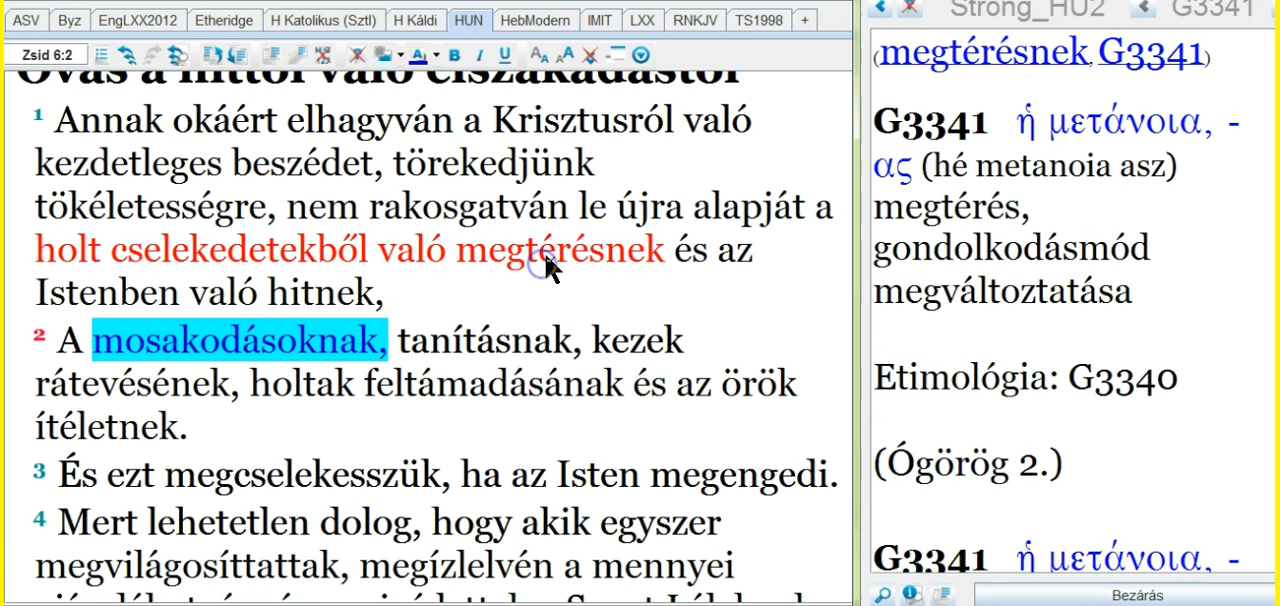 ASV Byz EngLXX2012 Etheridge H Katolikus (Sztl) H Káldi HUN HebModern IMIT LXX RNKJV TS1998 +
Strong_HU2 G3341
Zsid 6:2
Óvás a hittől való elszakadástól
1 Annak okáért elhagyván a Krisztusról való
kezdetleges beszédet, törekedjünk
tökéletességre, nem rakosgatván le újra alapját a
holt cselekedetekből való megtérésnek és az
Istenben való hitnek,
2 A mosakodásoknak, tanításnak, kezek
rátevésének, holtak feltámadásának és az örök
ítéletnek.
3 És ezt megcselekesszük, ha az Isten megengedi.
4 Mert lehetetlen dolog, hogy akik egyszer
megvilágosíttattak, megízlelvén a mennyei
(megtérésnek, G3341)
G3341 ἡ μετάνοια, -
ας (hé metanoia asz)
megtérés,
gondolkodásmód
megváltoztatása
Etimológia: G3340
(Ógörög 2.)
G3341 ἡ μετάνοια, -
Bezárás